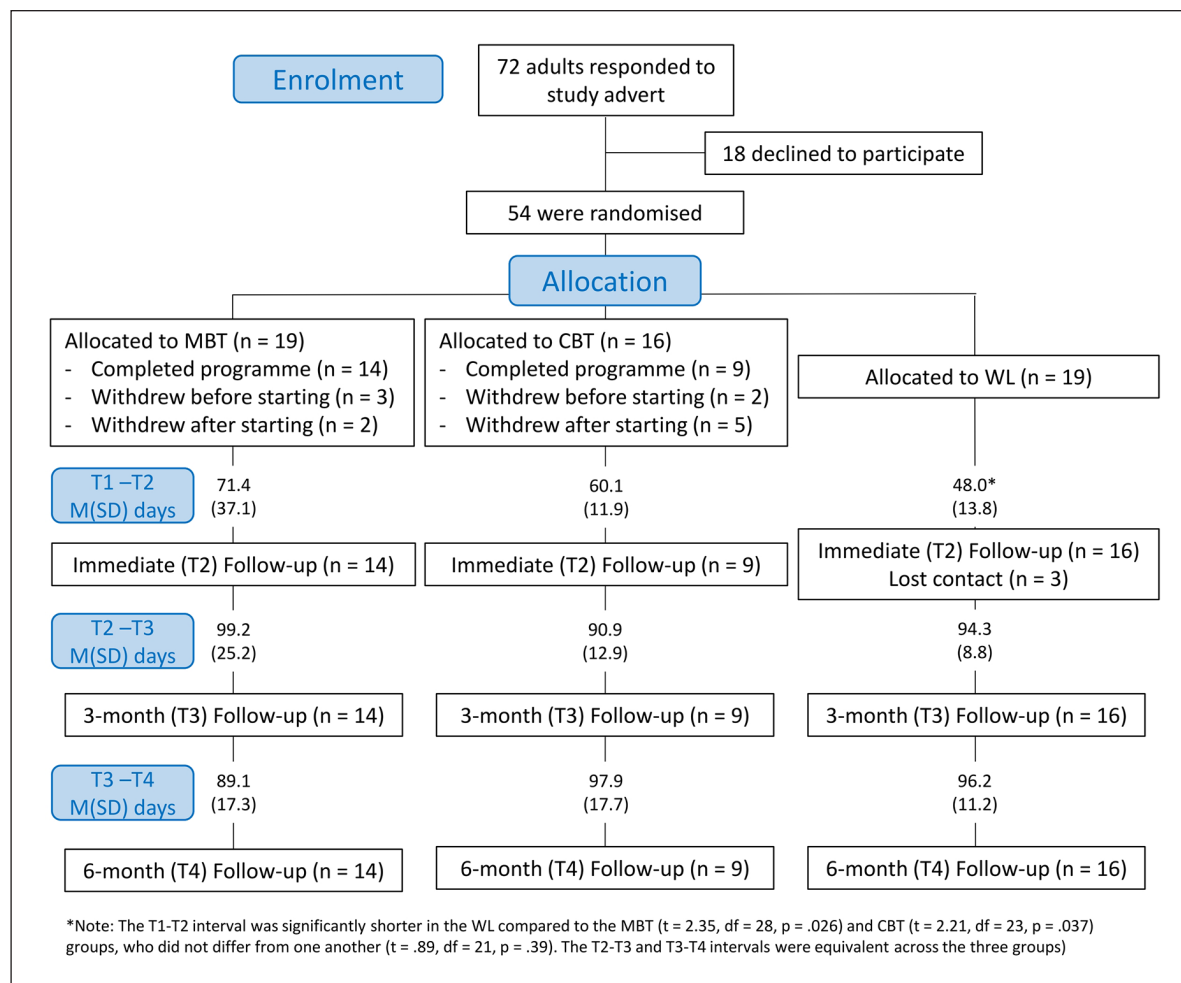 Enrolment
72 adults responded to
study advert
18 declined to participate
54 were randomised
Allocation
Allocated to MBT (n = 19)
- Completed programme (n = 14)
- Withdrew before starting (n = 3)
- Withdrew after starting (n = 2)
Allocated to CBT (n = 16)
- Completed programme (n = 9)
- Withdrew before starting (n = 2)
- Withdrew after starting (n = 5)
Allocated to WL (n = 19)
T1 –T2
M(SD) days
71.4
(37.1)
60.1
(11.9)
48.0*
(13.8)
Immediate (T2) Follow-up (n = 14)
Immediate (T2) Follow-up (n = 9)
Immediate (T2) Follow-up (n = 16)
Lost contact (n = 3)
T2 –T3
M(SD) days
99.2
(25.2)
90.9
(12.9)
94.3
(8.8)
3-month (T3) Follow-up (n = 14)
3-month (T3) Follow-up (n = 9)
3-month (T3) Follow-up (n = 16)
T3 –T4
M(SD) days
89.1
(17.3)
97.9
(17.7)
96.2
(11.2)
6-month (T4) Follow-up (n = 14)
6-month (T4) Follow-up (n = 9)
6-month (T4) Follow-up (n = 16)
*Note: The T1-T2 interval was significantly shorter in the WL compared to the MBT (t = 2.35, df = 28, p = .026) and CBT (t = 2.21, df = 23, p = .037)
groups, who did not differ from one another (t = .89, df = 21, p = .39). The T2-T3 and T3-T4 intervals were equivalent across the three groups)